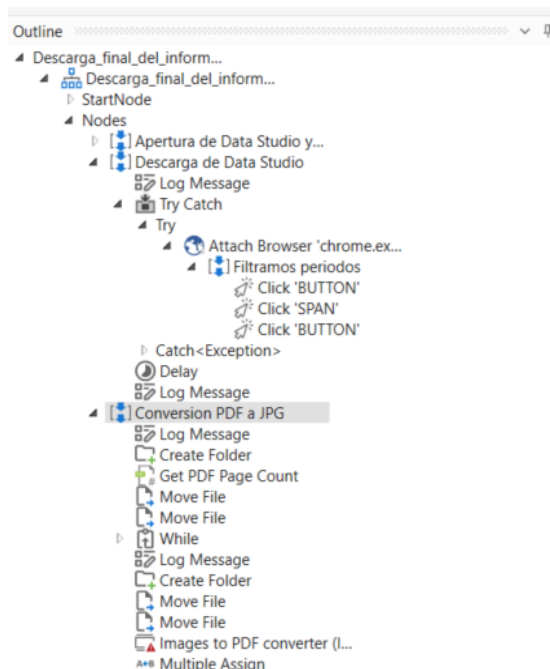 Outline
Descarga_final_del_inform...
Descarga_final_del_inform...
StartNode
Nodes
Apertura de Data Studio y...
Descarga de Data Studio
Log Message
Try Catch
Try
Attach Browser 'chrome.ex...
Filtramos periodos
Click 'BUTTON'
Click 'SPAN'
Click 'BUTTON'
Catch<Exception>
Delay
Log Message
Conversion PDF a JPG
Log Message
Create Folder
Get PDF Page Count
Move File
Move File
While
Log Message
Create Folder
Move File
Move File
Images to PDF converter (I...
A+B Multiple Assign